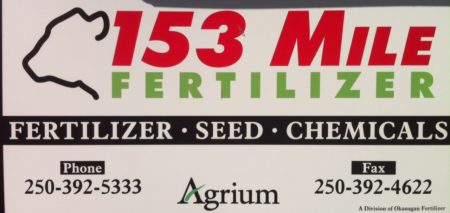 153 MILE
FERTILIZER
FERTILIZER · SEED · CHEMICALS
Phone
250-392-5333
Agrium
Fax
250-392-4622
A Division of Okanagan Fertilizer